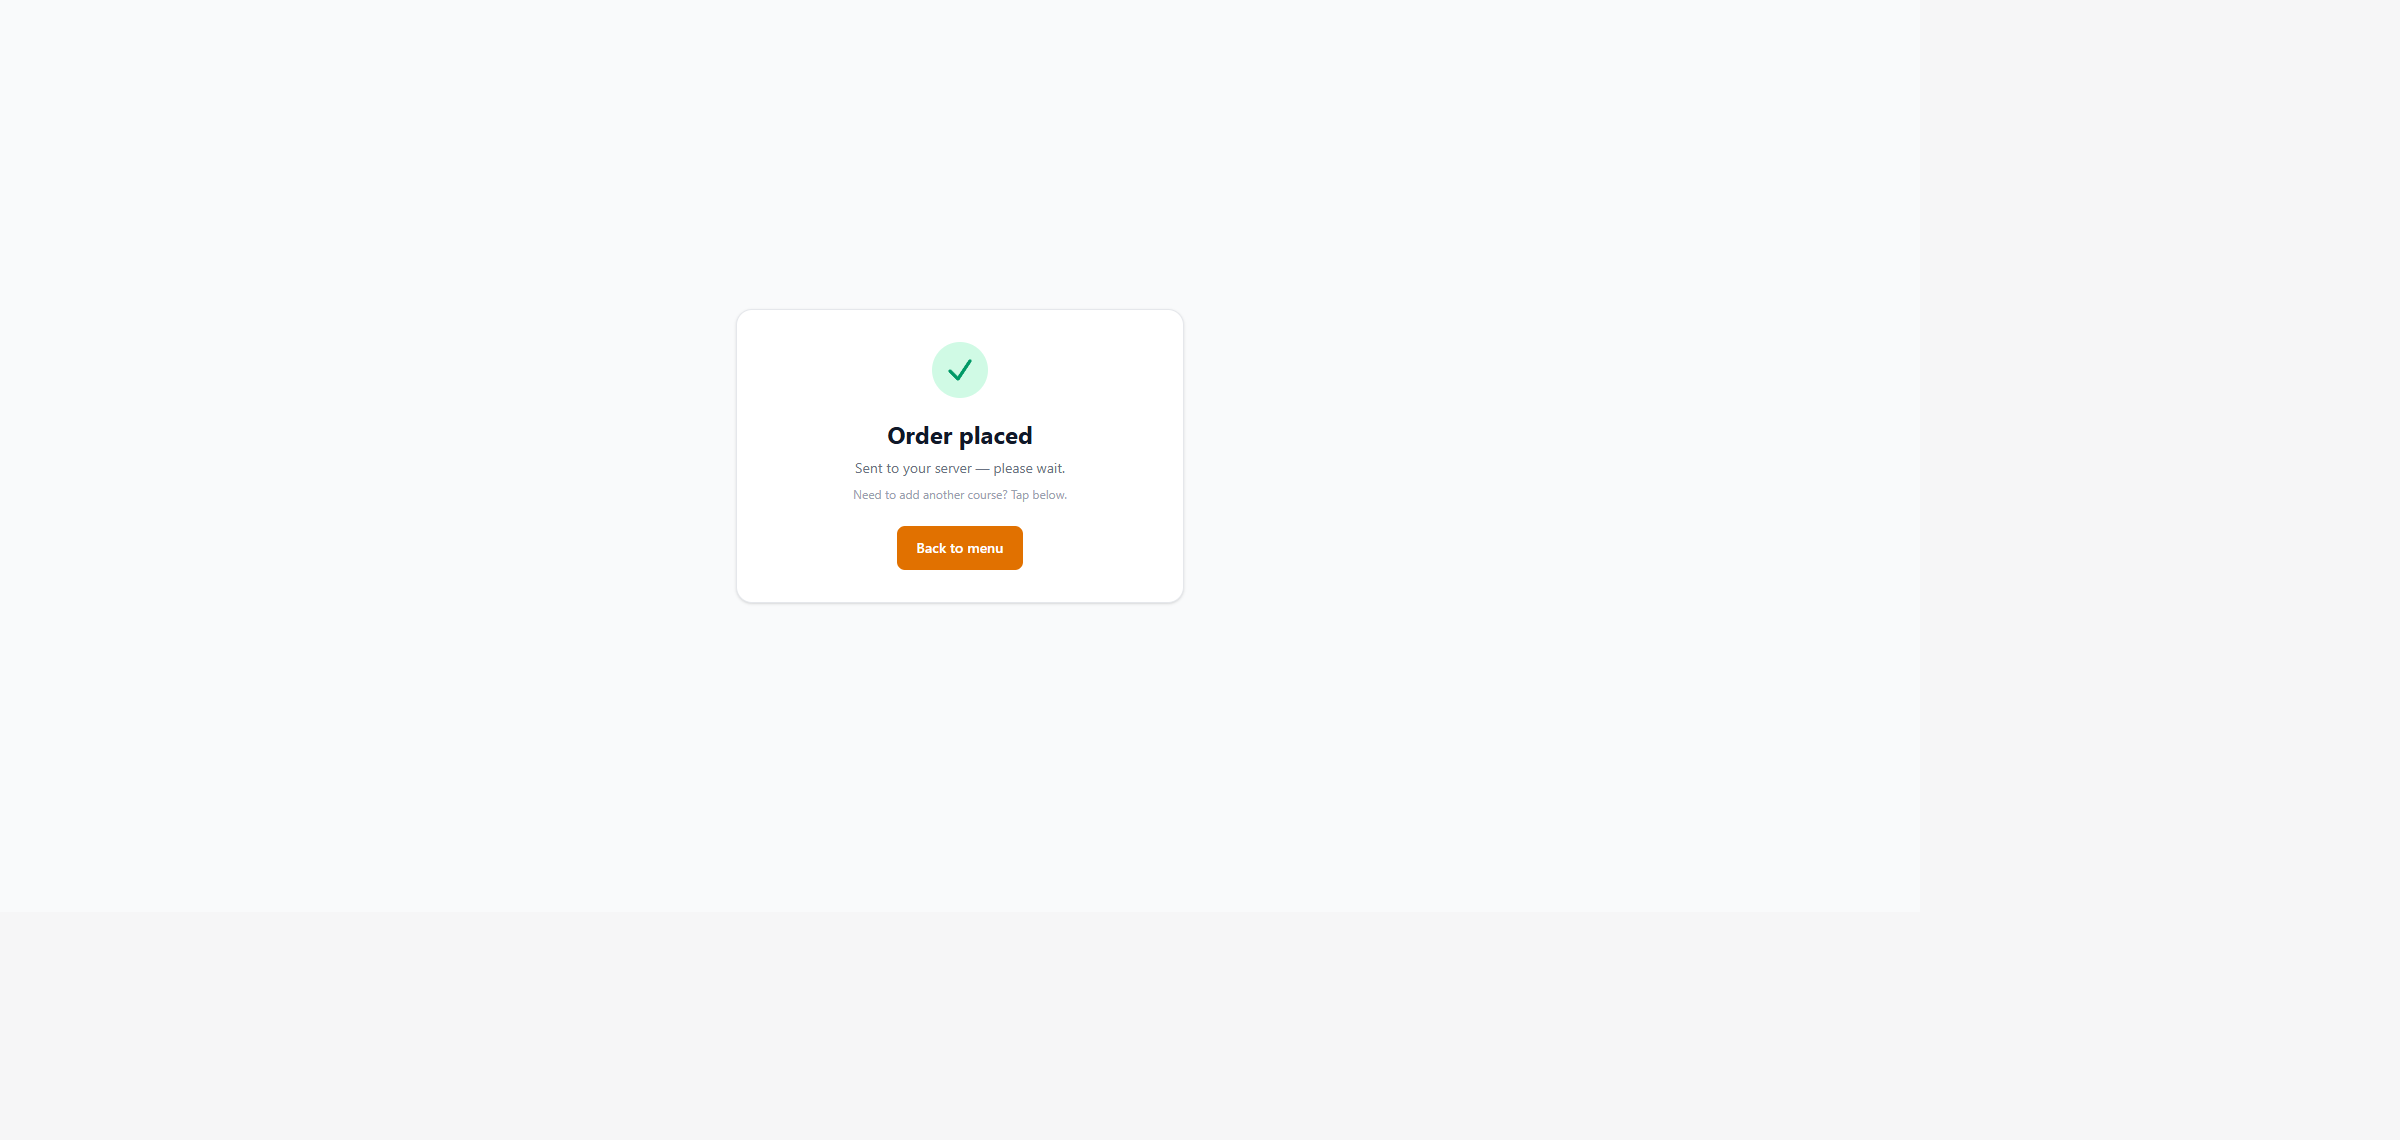 Order placed
Sent to your server — please wait.
Need to add another course? Tap below.
Back to menu